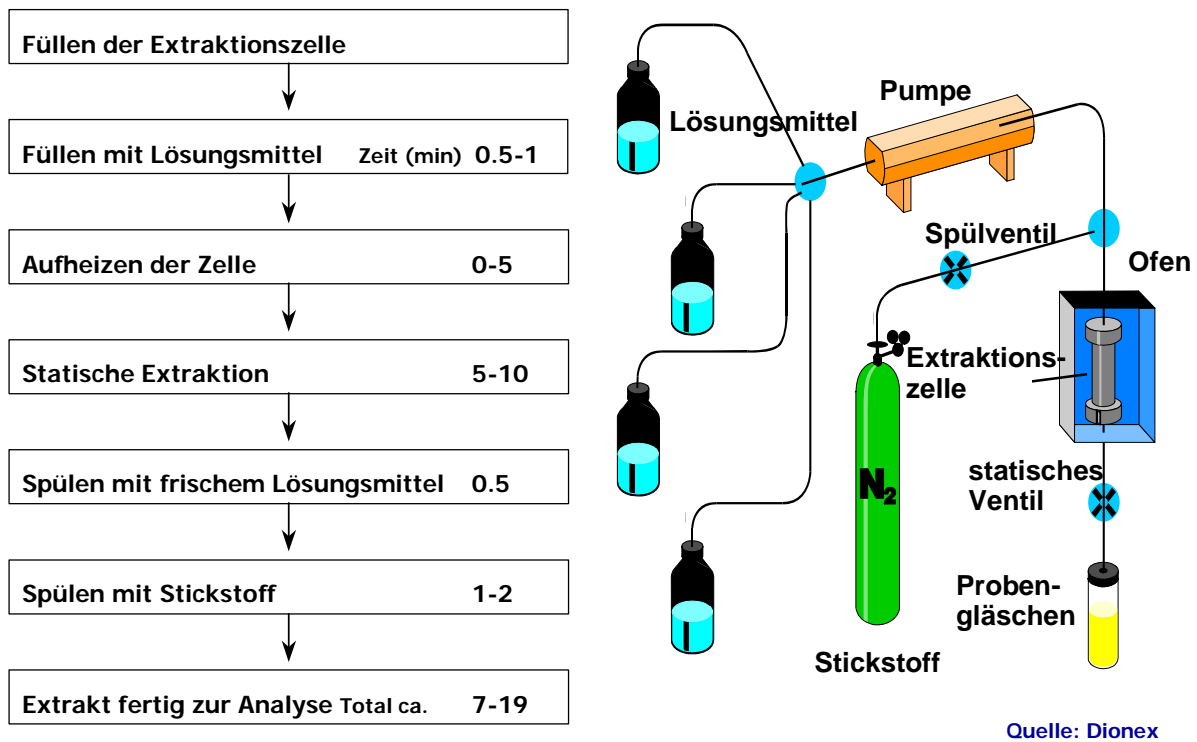 Füllen der Extraktionszelle
Füllen mit Lösungsmittel Zeit (min) 0.5-1
Aufheizen der Zelle 0-5
Statische Extraktion 5-10
Spülen mit frischem Lösungsmittel 0.5
Spülen mit Stickstoff 1-2
Extrakt fertig zur Analyse Total ca. 7-19
Pumpe
Lösungsmittel
Spülventil
Ofen
Extraktions-
zelle
N2
statisches
Ventil
Proben-
gläschen
Stickstoff
Quelle: Dionex